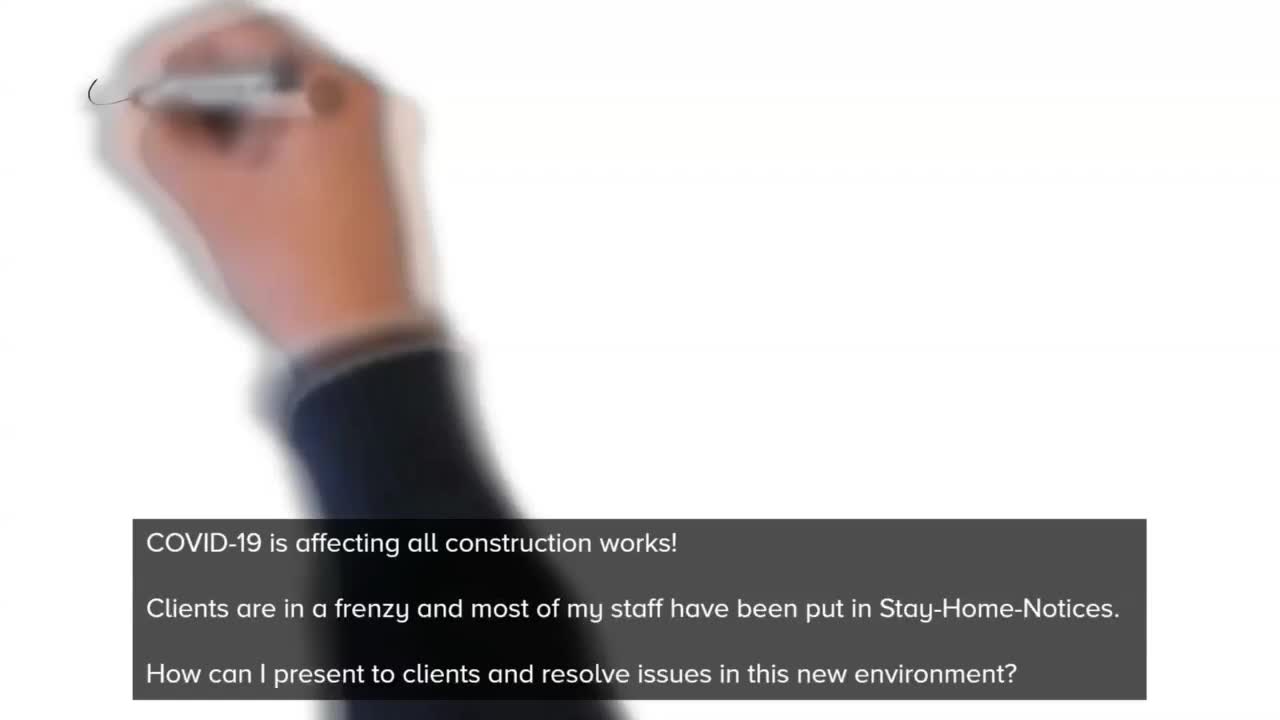 COVID-19 is affecting all construction works!
Clients are in a frenzy and most of my staff have been put in Stay-Home-Notices.
How can I present to clients and resolve issues in this new environment?